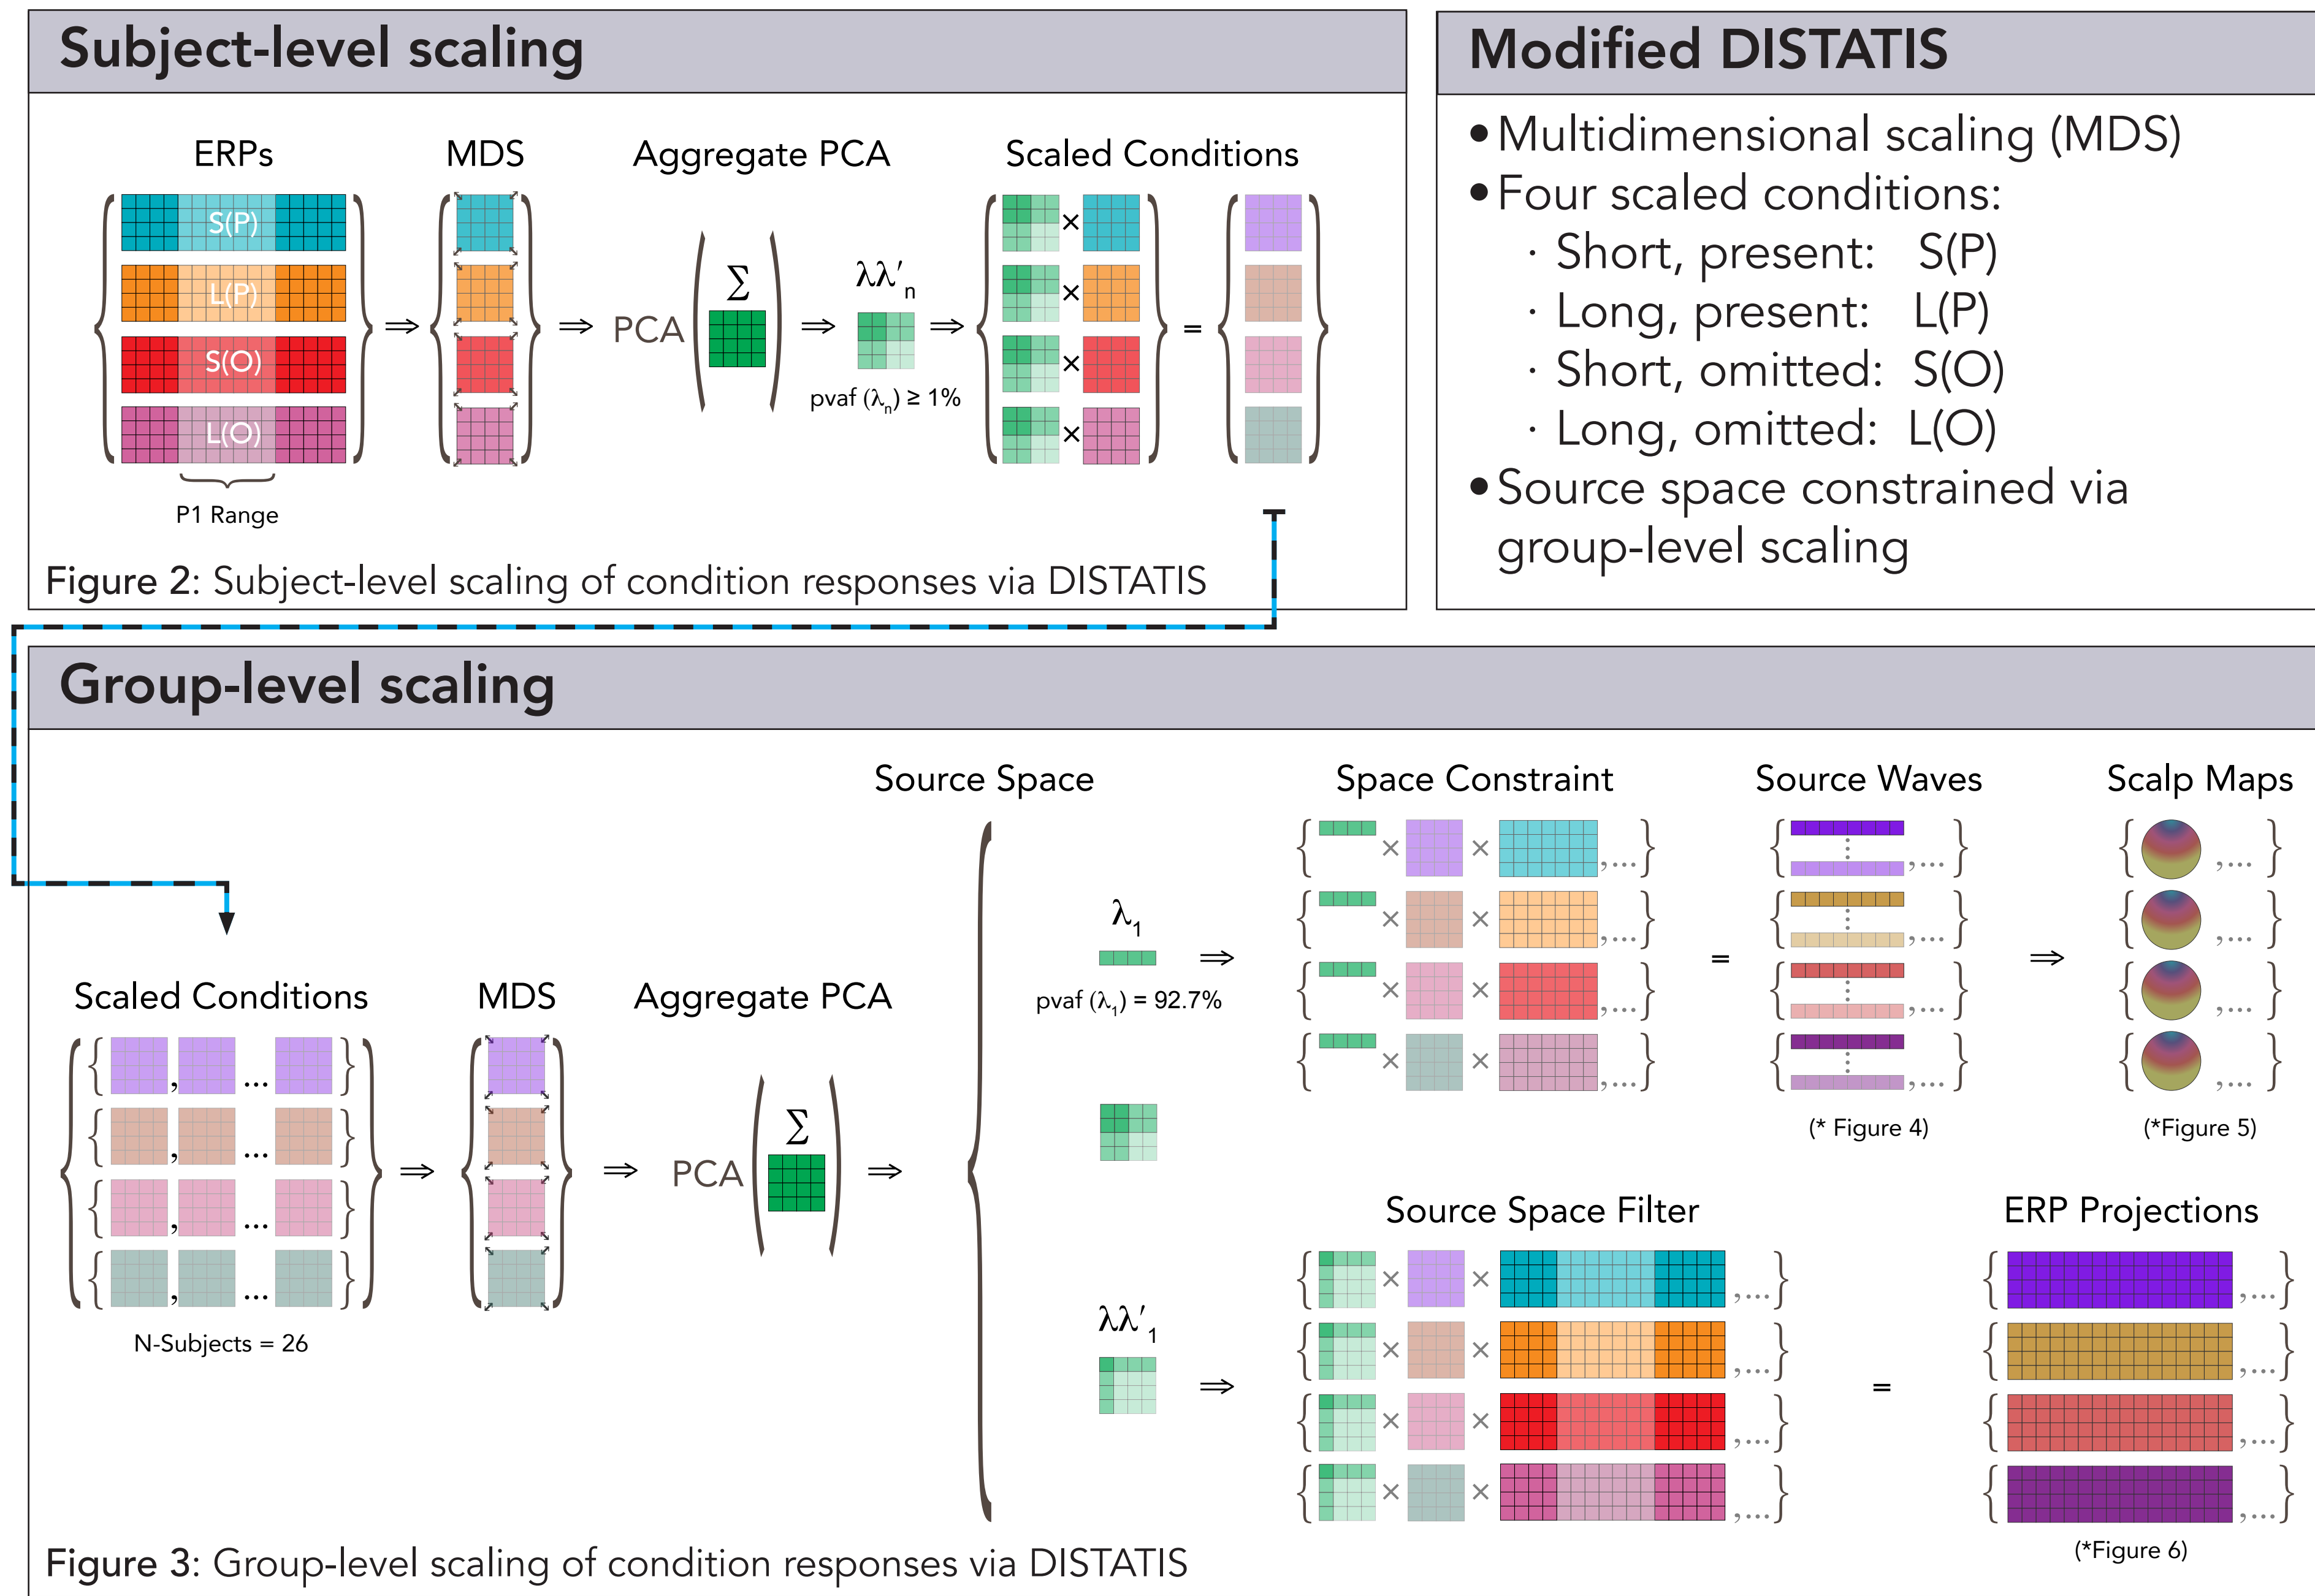 Subject-level scaling
ERPs
MDS
Aggregate PCA
Scaled Conditions
S(P)
L(P)
S(O)
L(O)
P1 Range
⇒
⇒
PCA
∑
⇒
λλ′n
pvaf (λn) ≥ 1%
⇒
×
×
×
×
=
Figure 2: Subject-level scaling of condition responses via DISTATIS
Modified DISTATIS
•Multidimensional scaling (MDS)
•Four scaled conditions:
· Short, present: S(P)
· Long, present: L(P)
· Short, omitted: S(O)
· Long, omitted: L(O)
•Source space constrained via
group-level scaling
Group-level scaling
Scaled Conditions
, ...
, ...
, ...
, ...
N-Subjects = 26
⇒
MDS
⇒
Aggregate PCA
PCA
∑
⇒
Source Space
λ1
pvaf (λ1) = 92.7%
⇒
Space Constraint
× × ,...
× × ,...
× × ,...
× × ,...
=
Source Waves
,...
,...
,...
,...
(* Figure 4)
⇒
Scalp Maps
,...
,...
,...
,...
(*Figure 5)
λλ′1
⇒
Source Space Filter
× × ,...
× × ,...
× × ,...
× × ,...
=
ERP Projections
,...
,...
,...
,...
(*Figure 6)
Figure 3: Group-level scaling of condition responses via DISTATIS